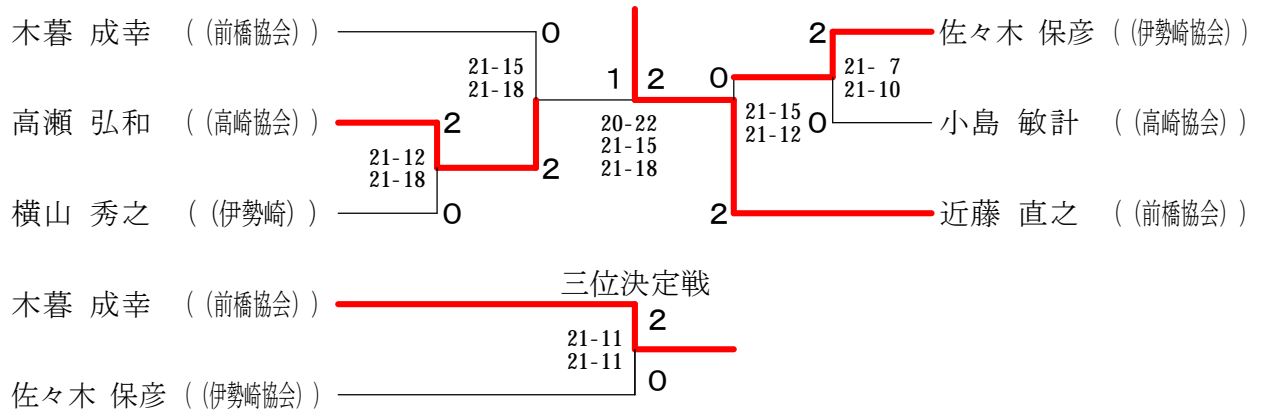 木暮 成幸 ( (前橋協会) )
0
21-15
21-18
高瀬 弘和 ( (高崎協会) )
2
21-12
21-18
2
横山 秀之 ( (伊勢崎) )
0
1 2
20-22
21-15
21-18
2
佐々木 保彦 ( (伊勢崎協会) )
21- 7
21-10
0
21-15
21-12
0
小島 敏計 ( (高崎協会) )
2
近藤 直之 ( (前橋協会) )
三位決定戦
木暮 成幸 ( (前橋協会) )
2
21-11
21-11
0
佐々木 保彦 ( (伊勢崎協会) )